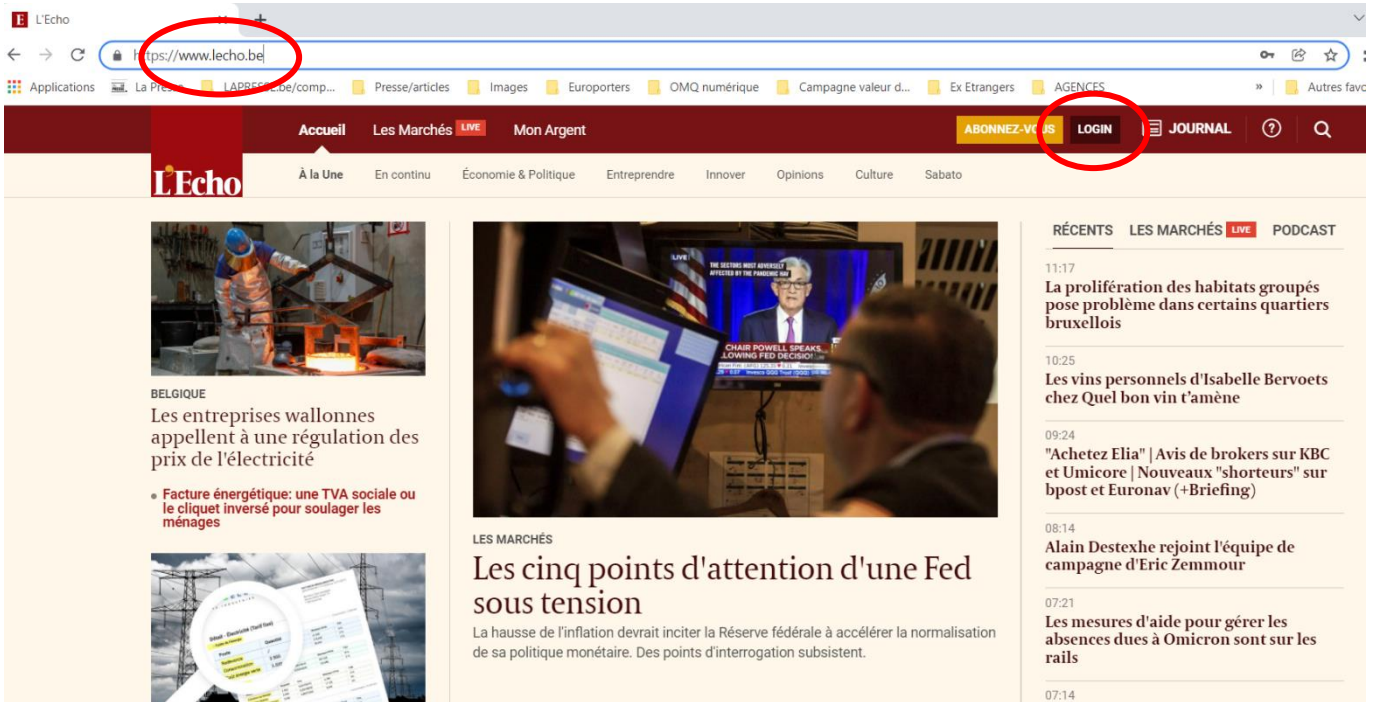 E L'Echo
https://www.lecho.be
Applications La Presse LAPRESSE.be/comp... Presse/articles Images Europorters OMQ numérique Campagne valeur d... Ex Etrangers AGENCES » Autres favo
Accueil Les Marchés LIVE Mon Argent ABONNEZ-VOUS LOGIN JOURNAL ?
L'Echo
À la Une En continu Économie & Politique Entreprendre Innover Opinions Culture Sabato
BELGIQUE
Les entreprises wallonnes
appellent à une régulation des
prix de l'électricité
Facture énergétique: une TVA sociale ou
le cliquet inversé pour soulager les
ménages
LIVE
THE SECTORS MOST ADVERSELY
AFFECTED BY THE PANDEMIC HAV
CHAIR POWELL SPEAKS
LOWING FED DECISION
LES MARCHÉS
Les cinq points d'attention d'une Fed
sous tension
La hausse de l'inflation devrait inciter la Réserve fédérale à accélérer la normalisation
de sa politique monétaire. Des points d'interrogation subsistent.
RÉCENTS LES MARCHÉS LIVE PODCAST
11:17
La prolifération des habitats groupés
pose problème dans certains quartiers
bruxellois
10:25
Les vins personnels d'Isabelle Bervoets
chez Quel bon vin t’amène
09:24
"Achetez Elia" | Avis de brokers sur KBC
et Umicore | Nouveaux "shorteurs" sur
bpost et Euronav (+Briefing)
08:14
Alain Destexhe rejoint l'équipe de
campagne d'Eric Zemmour
07:21
Les mesures d'aide pour gérer les
absences dues à Omicron sont sur les
rails
07:14